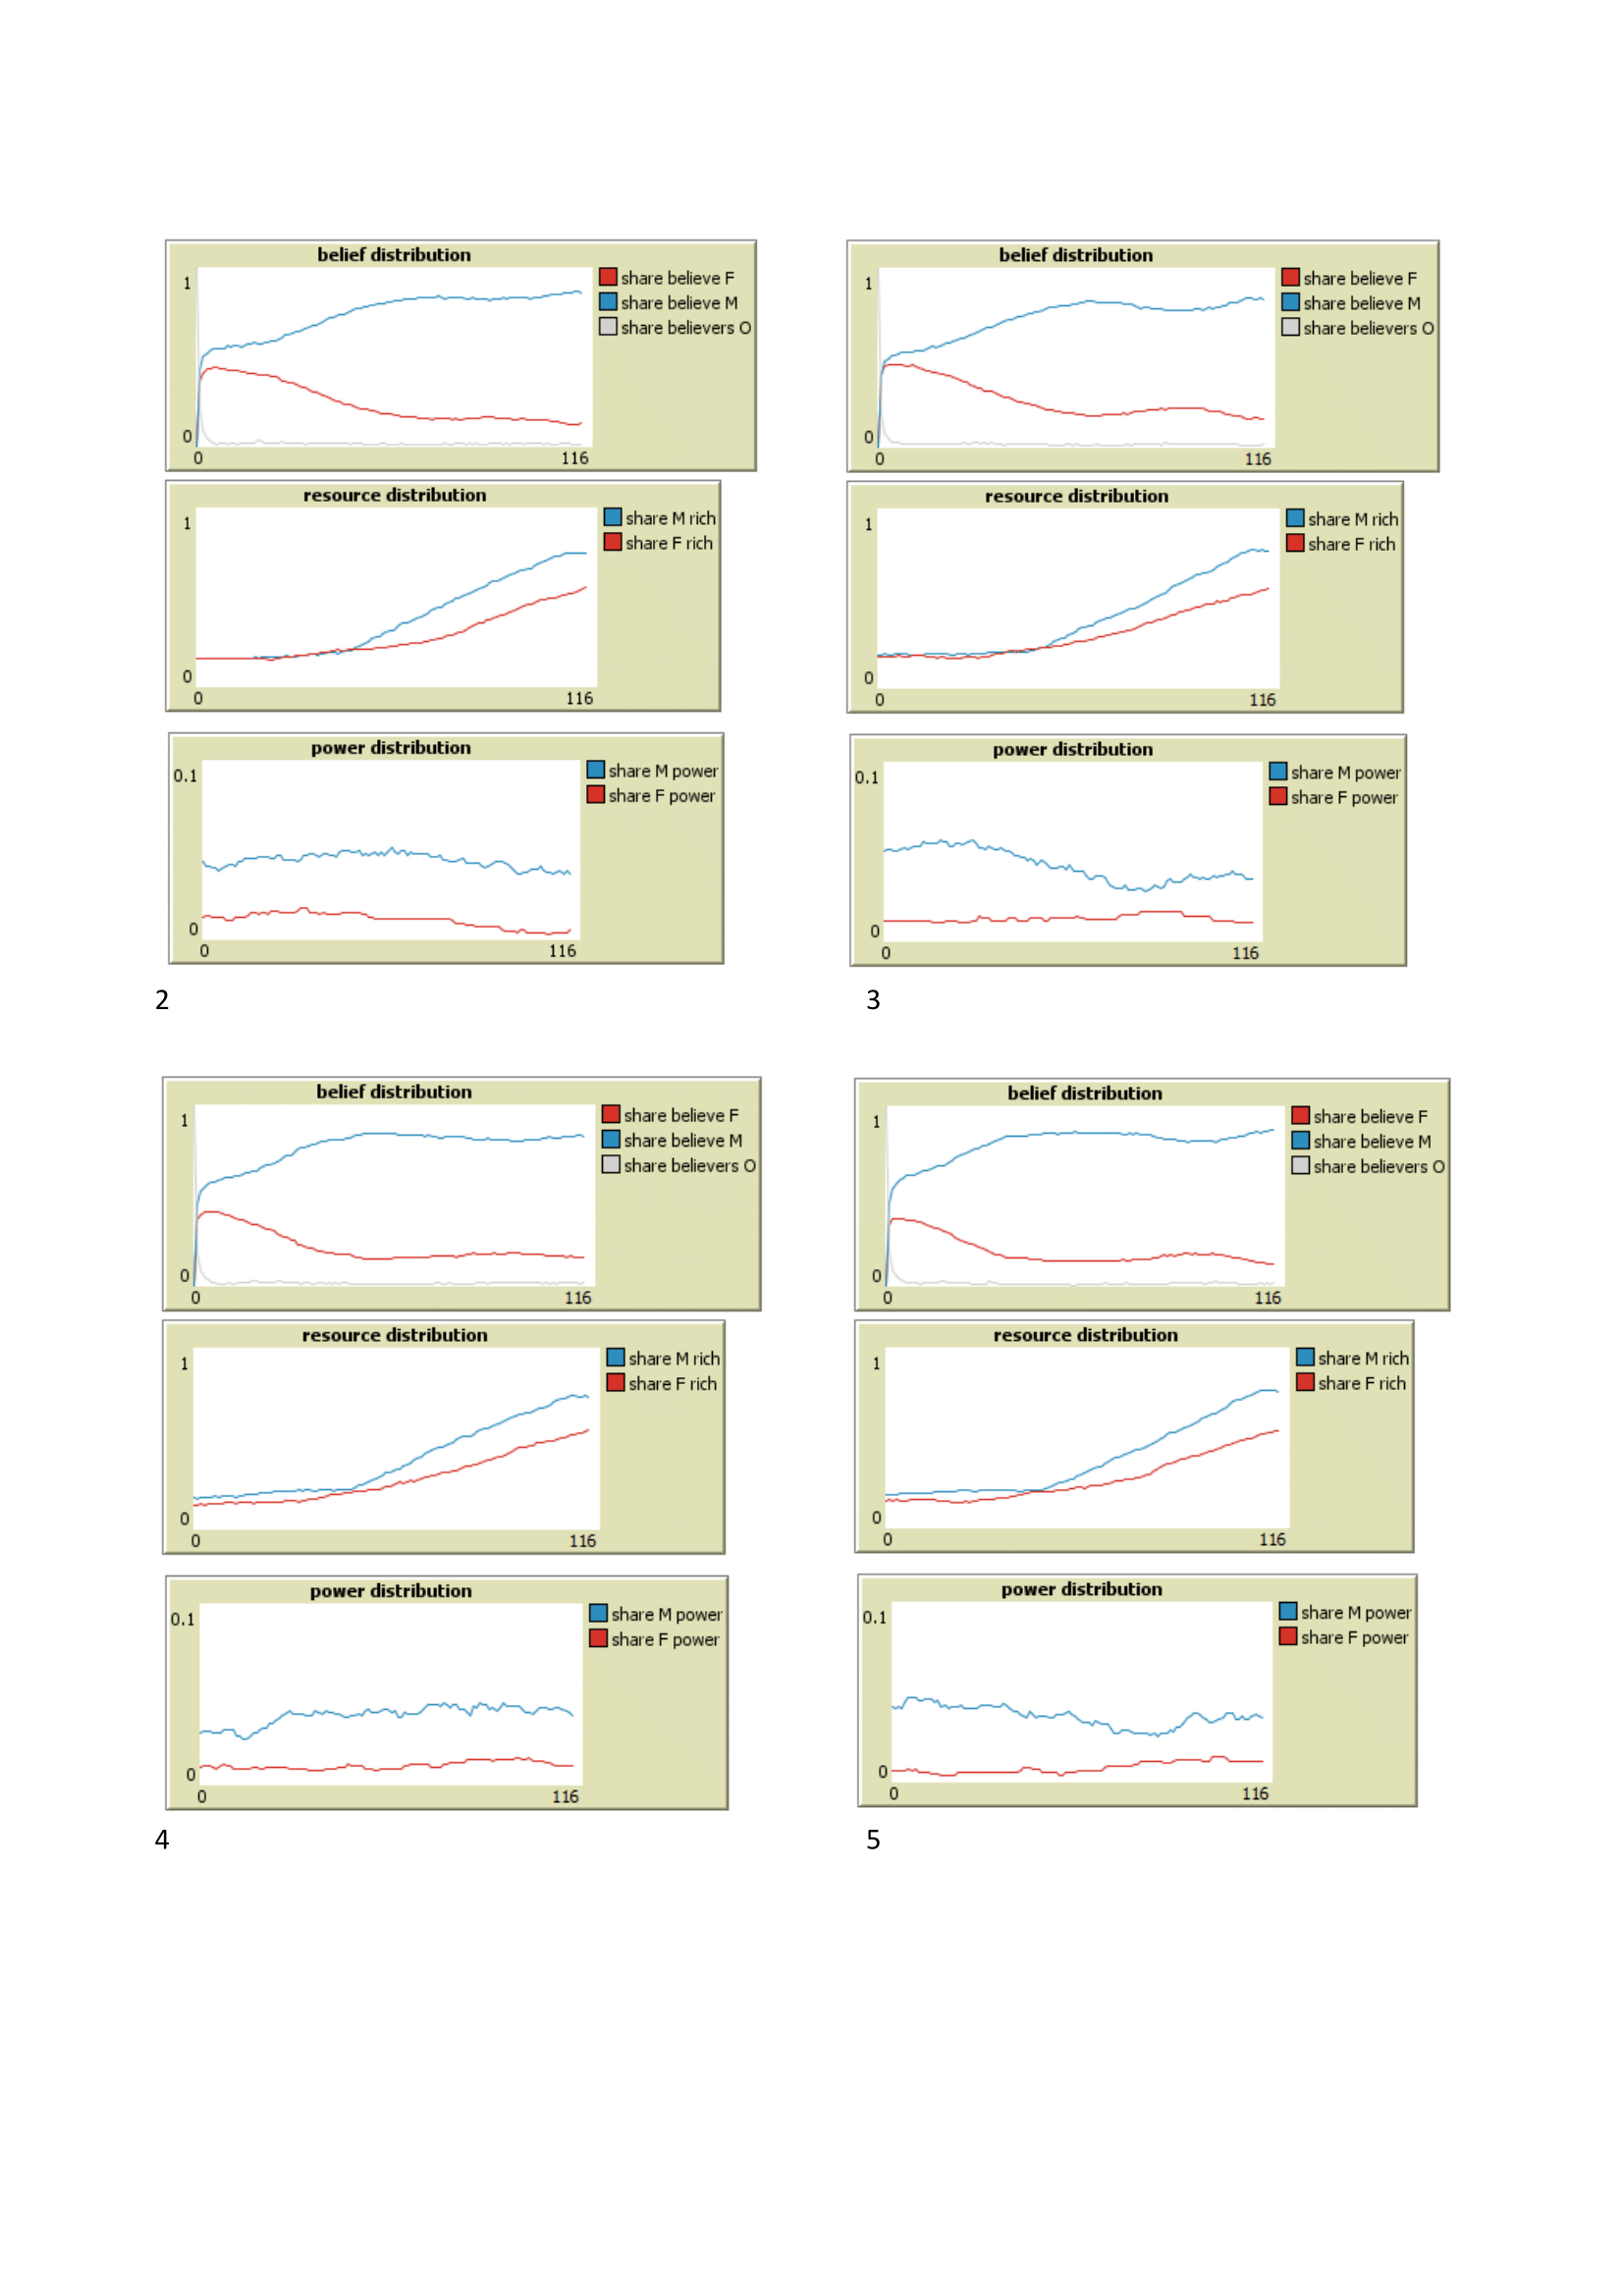 belief distribution
1
share believe F
share believe M
share believers O
0
0
116
resource distribution
1
share M rich
share F rich
0
0
116
power distribution
0.1
share M power
share F power
0
0
116
2
belief distribution
1
share believe F
share believe M
share believers O
0
0
116
resource distribution
1
share M rich
share F rich
0
0
116
power distribution
0.1
share M power
share F power
0
0
116
3
belief distribution
1
share believe F
share believe M
share believers O
0
0
116
resource distribution
1
share M rich
share F rich
0
0
116
power distribution
0.1
share M power
share F power
0
0
116
4
belief distribution
1
share believe F
share believe M
share believers O
0
0
116
resource distribution
1
share M rich
share F rich
0
0
116
power distribution
0.1
share M power
share F power
0
0
116
5